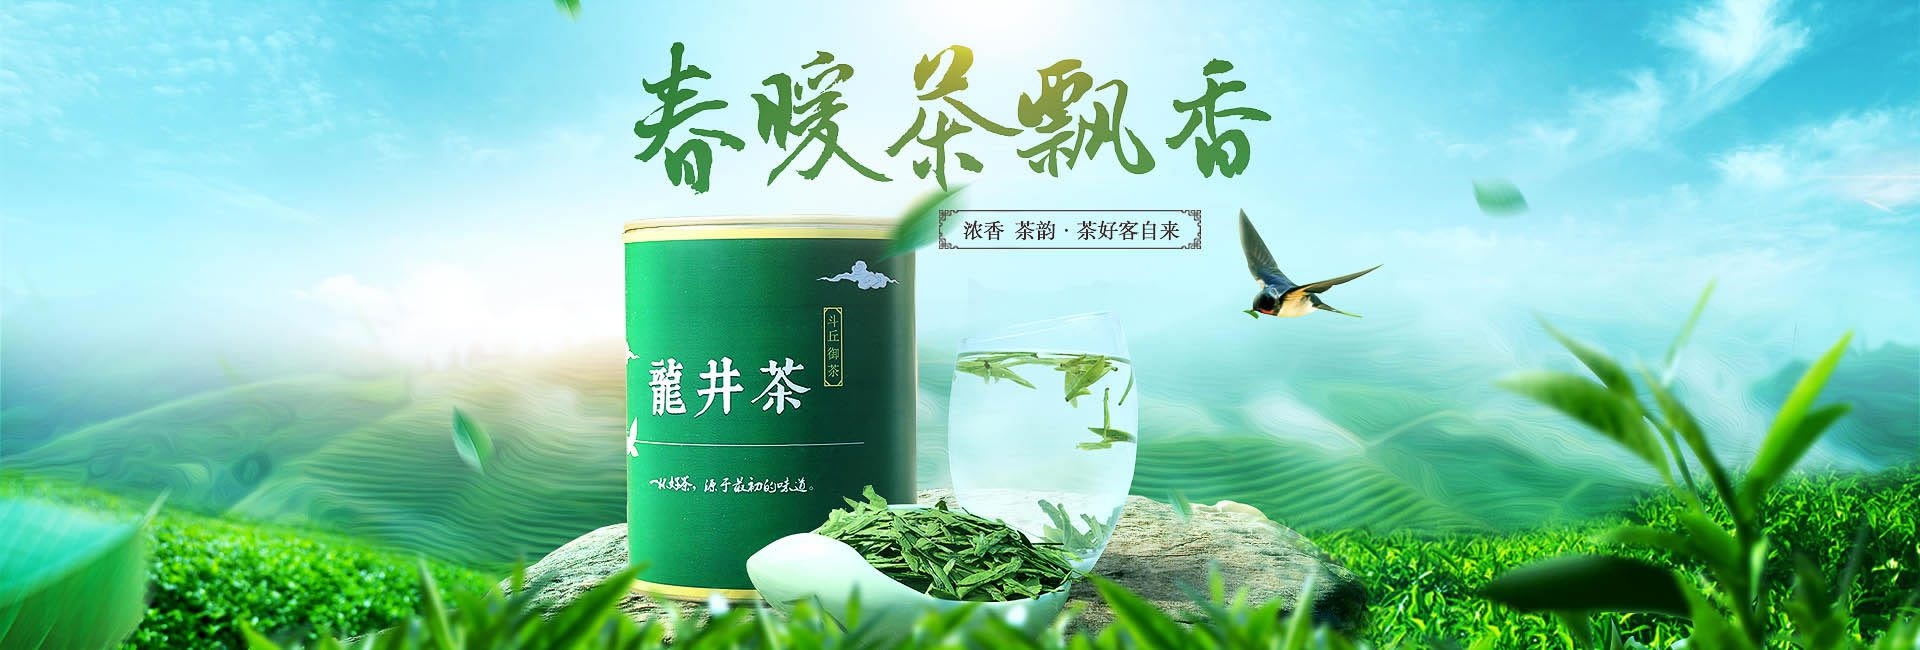 春暖茶飘香
浓香 茶韵·茶好客自来
斗丘御茶
龍井茶
一杯好茶，源于最初的味道。